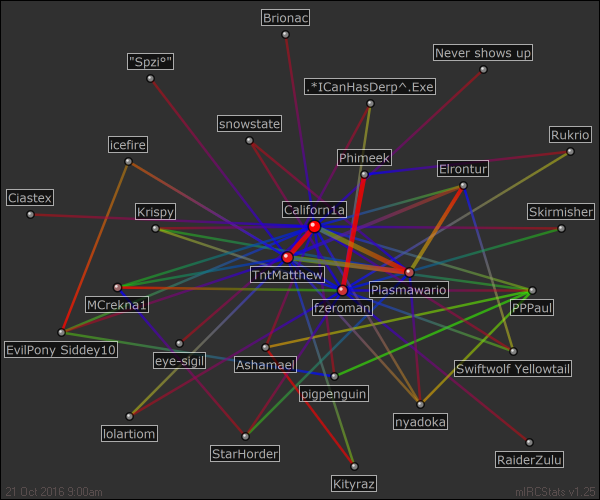 Brionac
Never shows up
"Spzi°"
.*ICanHasDerp^.Exe
snowstate
Rukrio
icefire
Phimeek
Elrontur
Ciastex
Krispy
Californ1a
Skirmisher
TntMatthew
Plasmawario
MCrekna1
fzeroman
PPPaul
EvilPony Siddey10
eye-sigil
Ashamael
Swiftwolf Yellowtail
pigpenguin
nyadoka
lolartiom
StarHorder
RaiderZulu
Kityraz
21 Oct 2016 9:00am
mIRCStats v1.25